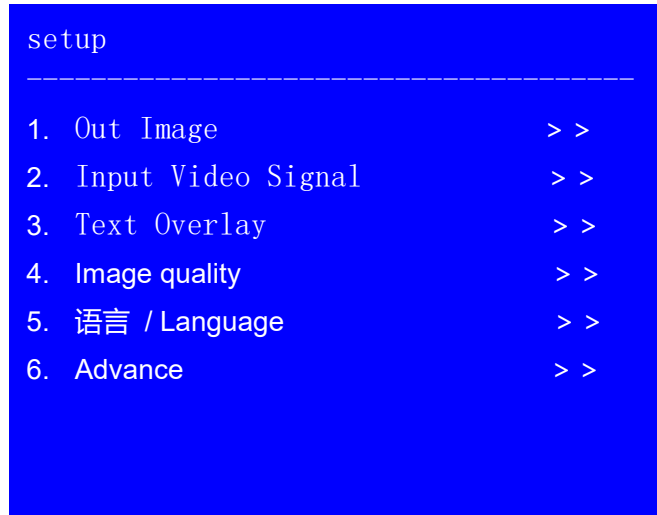 setup
--------------------------------------
1. Out Image > >
2. Input Video Signal > >
3. Text Overlay > >
4. Image quality > >
5. 语言 / Language > >
6. Advance > >